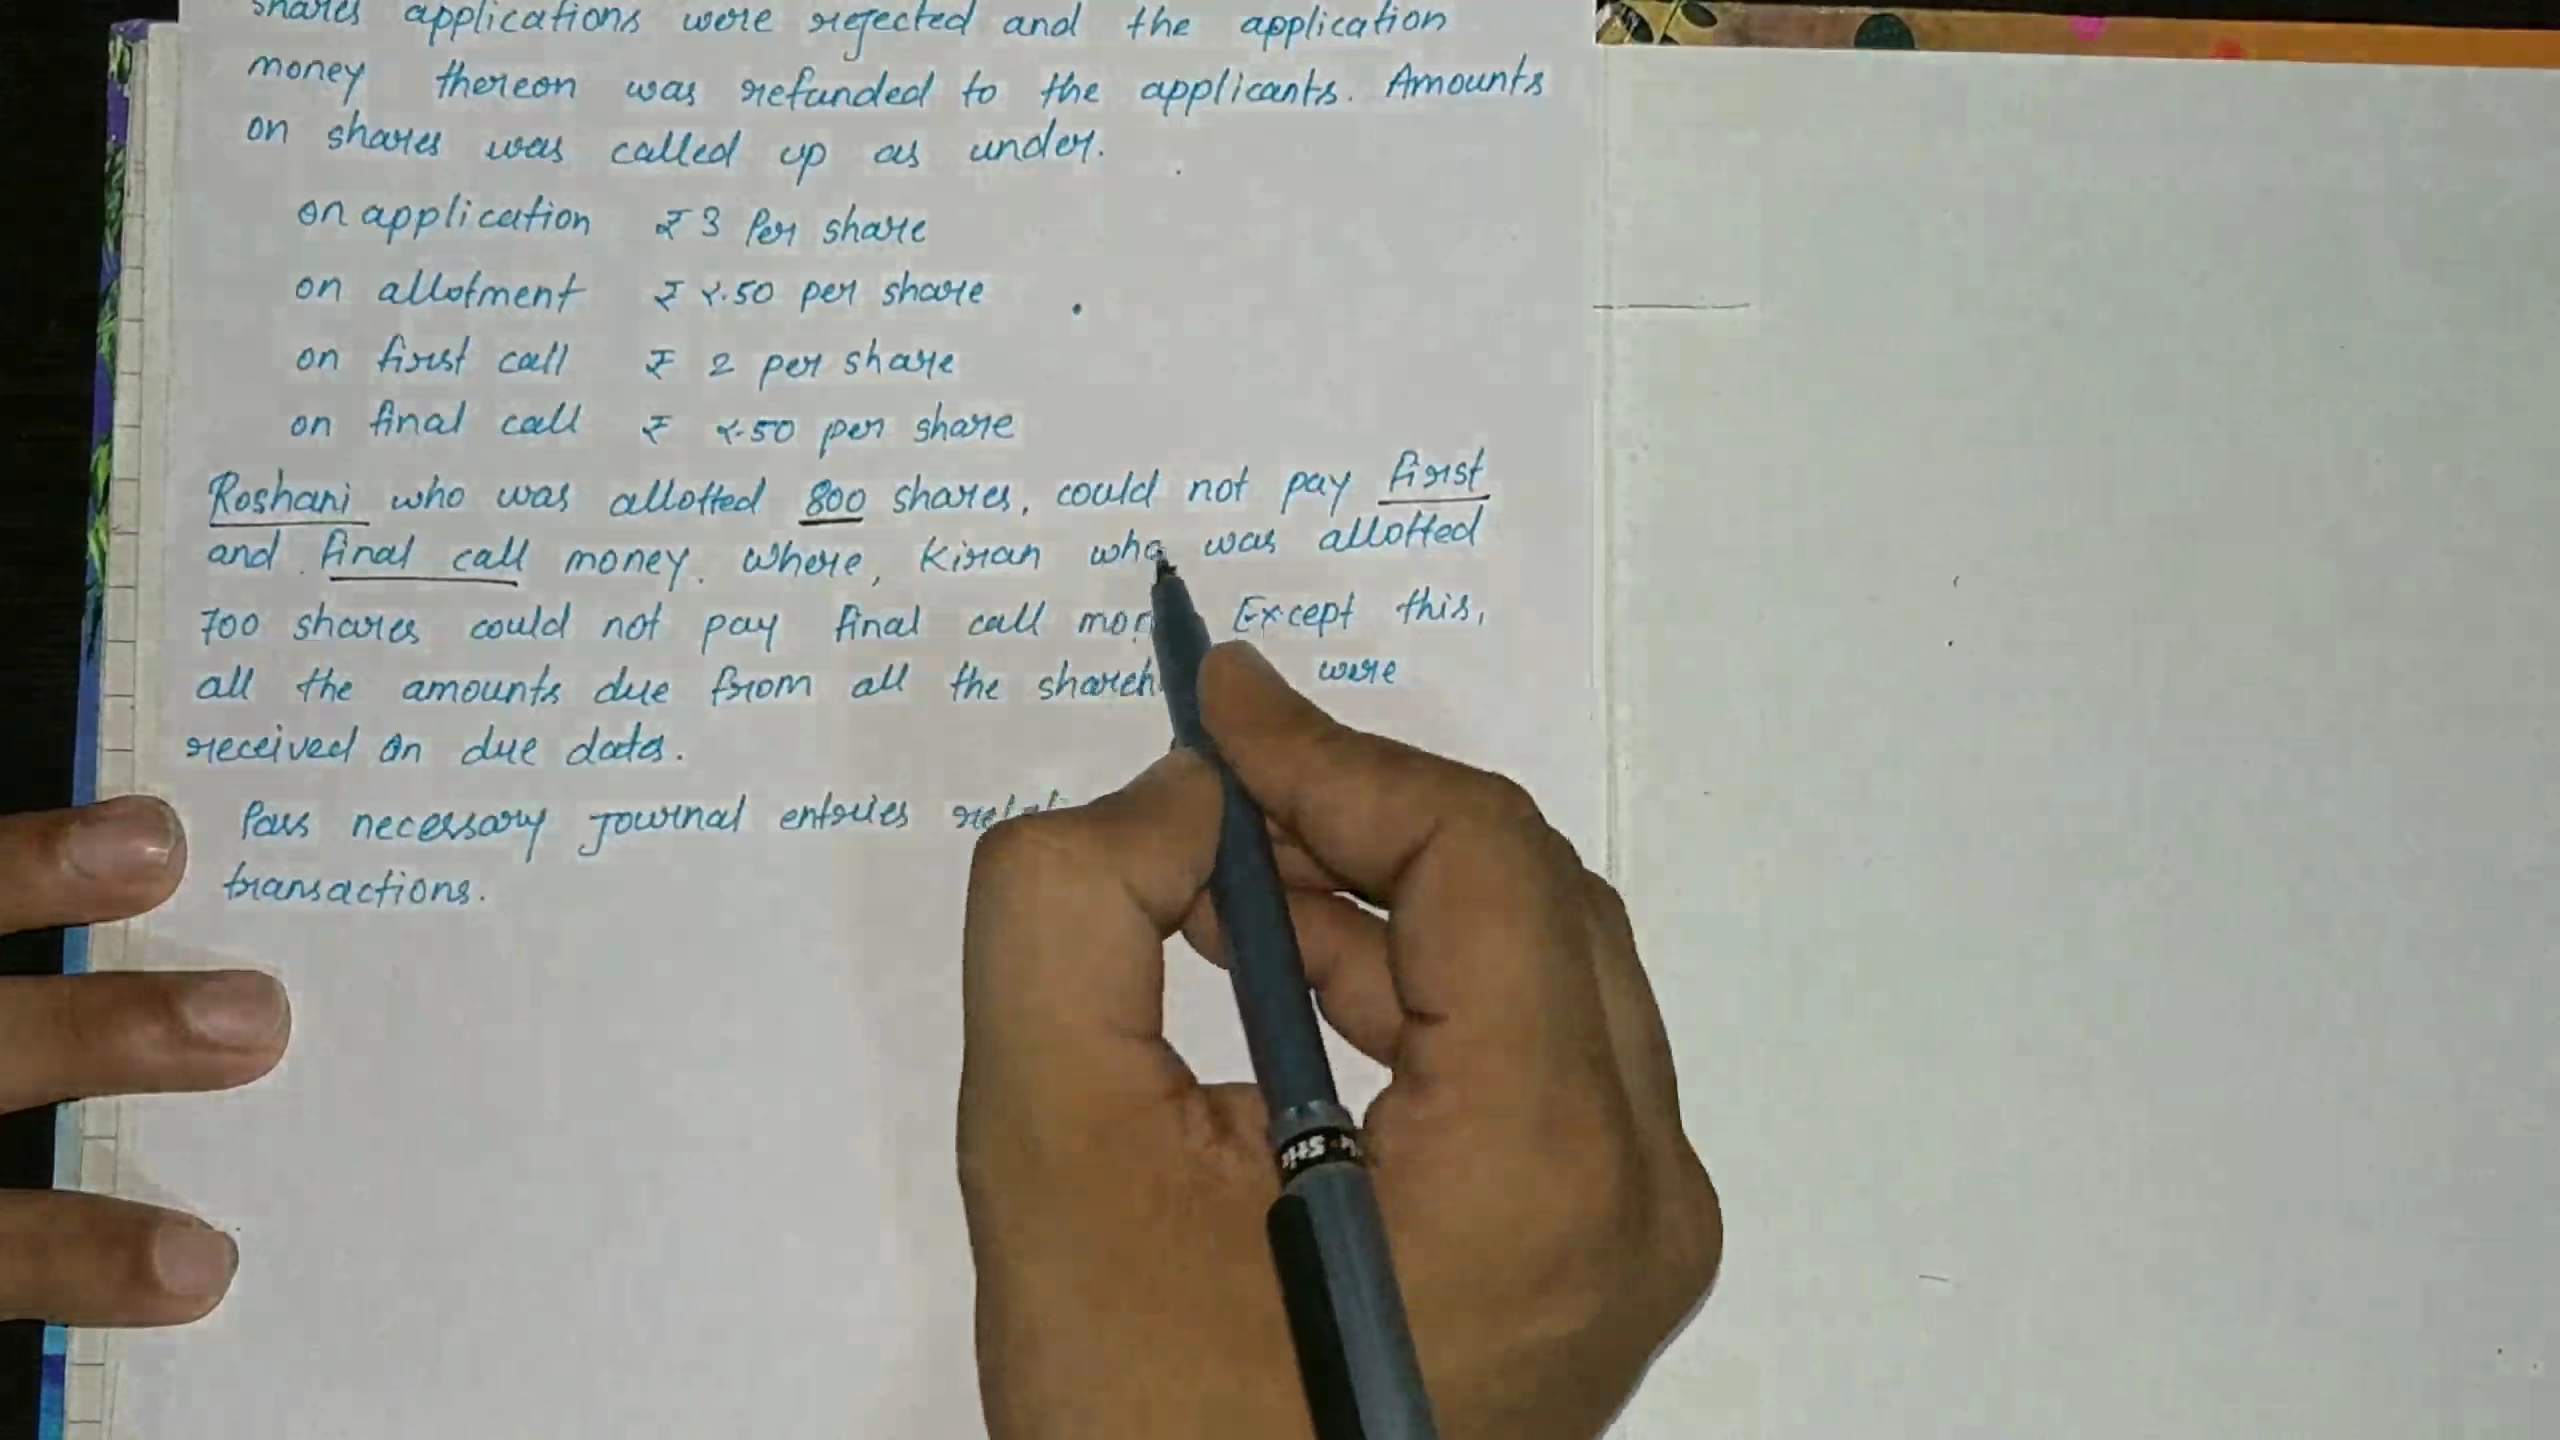 shares applications were rejected and the application
money thereon was refunded to the applicants. Amounts
on shares was called up as under.
on application ₹ 3 Per share
on allotment ₹ 2.50 per share
on first call ₹ 2 per share
on final call ₹ 2.50 per share
Roshani who was allotted 800 shares, could not pay first
and final call money. Where, Kiran who was allotted
700 shares could not pay final call Except this,
all the amounts due from all the were
received on due dates.
Pass necessary journal entries
transactions.